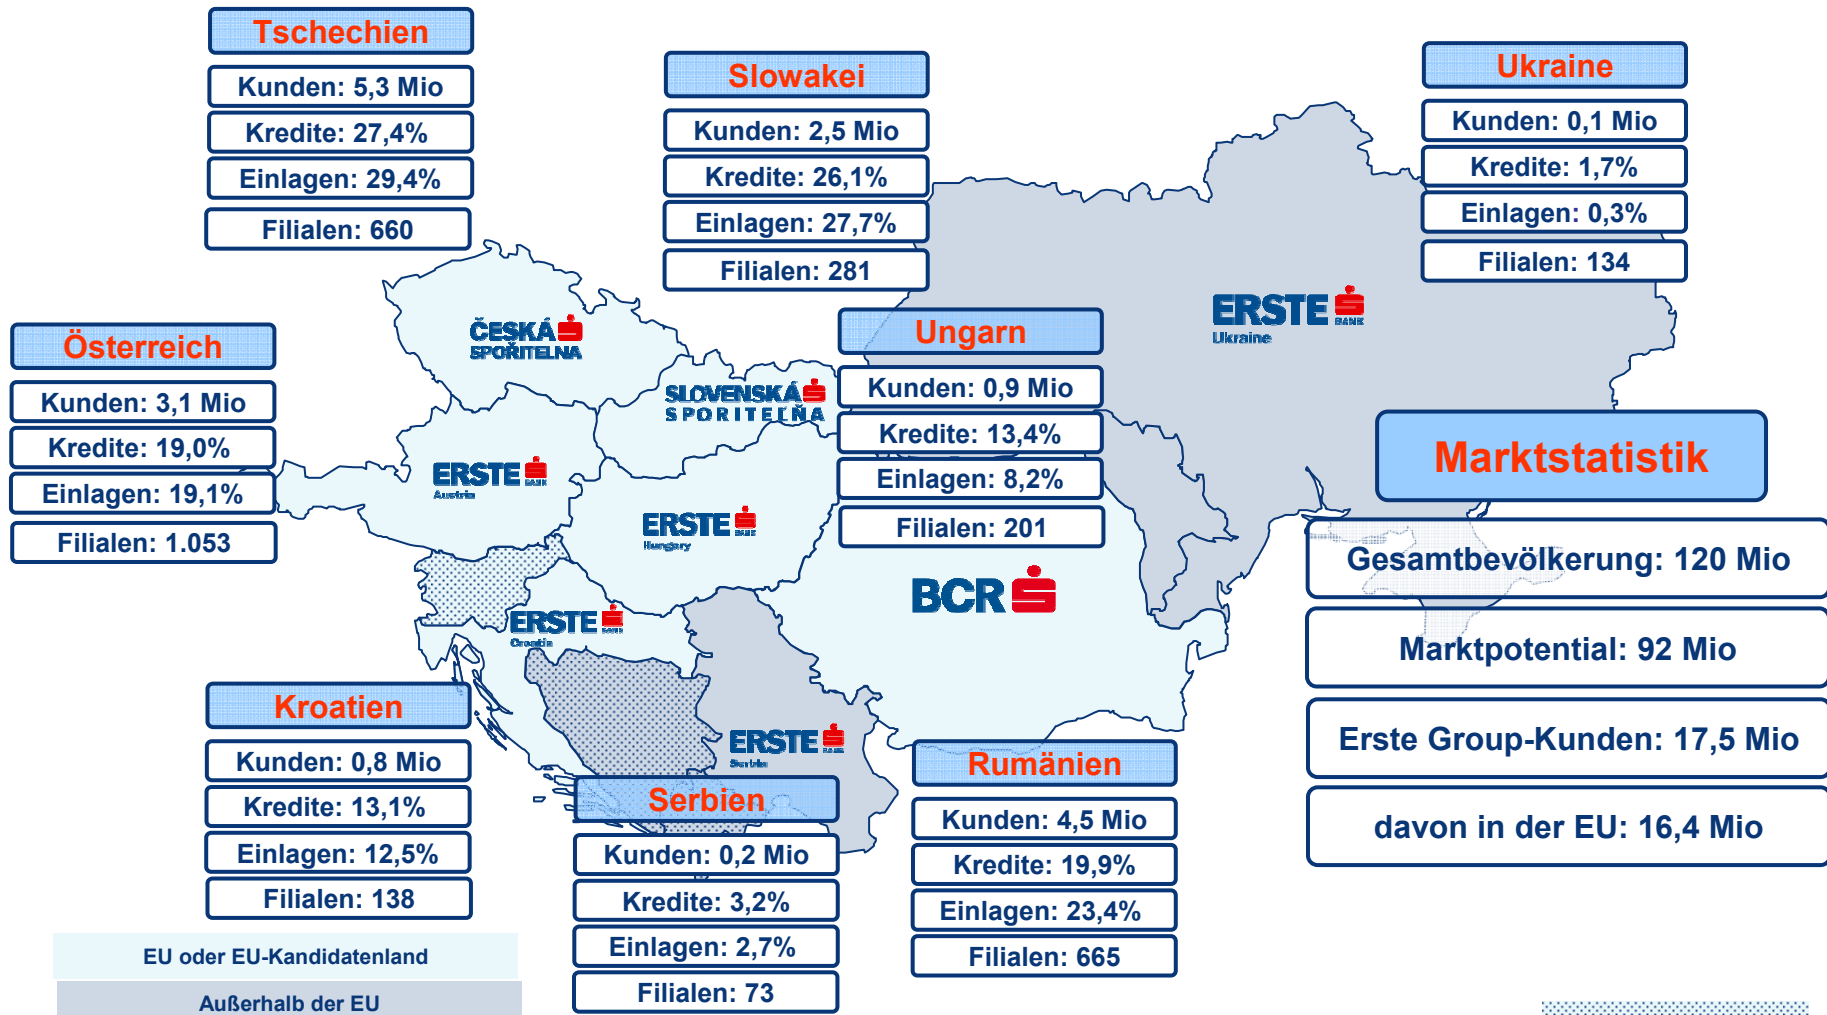 Tschechien
Kunden: 5,3 Mio
Kredite: 27,4%
Einlagen: 29,4%
Filialen: 660
Slowakei
Kunden: 2,5 Mio
Kredite: 26,1%
Einlagen: 27,7%
Filialen: 281
Ukraine
Kunden: 0,1 Mio
Kredite: 1,7%
Einlagen: 0,3%
Filialen: 134
Österreich
Kunden: 3,1 Mio
Kredite: 19,0%
Einlagen: 19,1%
Filialen: 1.053
ČESKÁ
SPOŘITELNA
SLOVENSKÁ
SPORITEĽŇA
Ungarn
Kunden: 0,9 Mio
Kredite: 13,4%
Einlagen: 8,2%
Filialen: 201
ERSTE BANK
Ukraine
ERSTE BANK
Austria
ERSTE BANK
Hungary
BCR
ERSTE BANK
Croatia
ERSTE BANK
Serbia
Marktstatistik
Gesamtbevölkerung: 120 Mio
Marktpotential: 92 Mio
Erste Group-Kunden: 17,5 Mio
davon in der EU: 16,4 Mio
Kroatien
Kunden: 0,8 Mio
Kredite: 13,1%
Einlagen: 12,5%
Filialen: 138
Serbien
Kunden: 0,2 Mio
Kredite: 3,2%
Einlagen: 2,7%
Filialen: 73
Rumänien
Kunden: 4,5 Mio
Kredite: 19,9%
Einlagen: 23,4%
Filialen: 665
EU oder EU-Kandidatenland
Außerhalb der EU